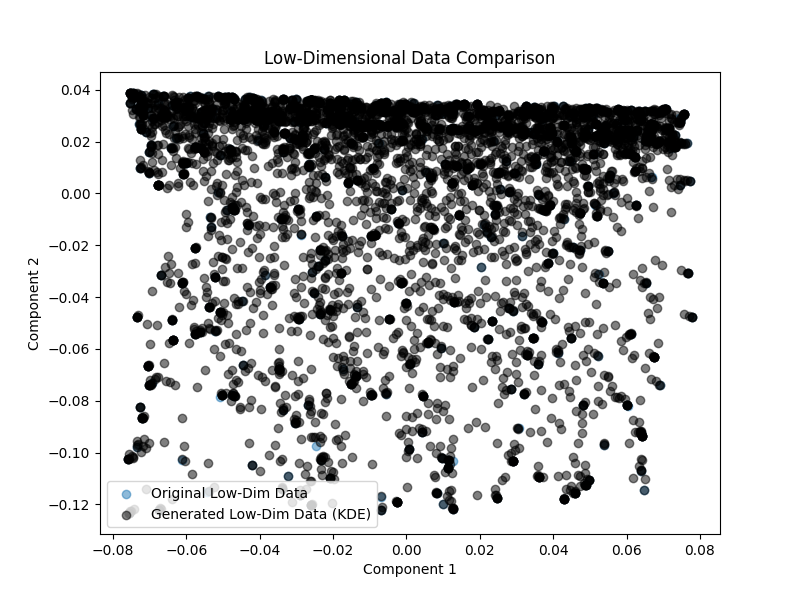 Low-Dimensional Data Comparison
0.04
0.02
0.00
−0.02
−0.04
−0.06
−0.08
−0.10
−0.12
Component 2
Original Low-Dim Data
Generated Low-Dim Data (KDE)
−0.08 −0.06 −0.04 −0.02 0.00 0.02 0.04 0.06 0.08
Component 1